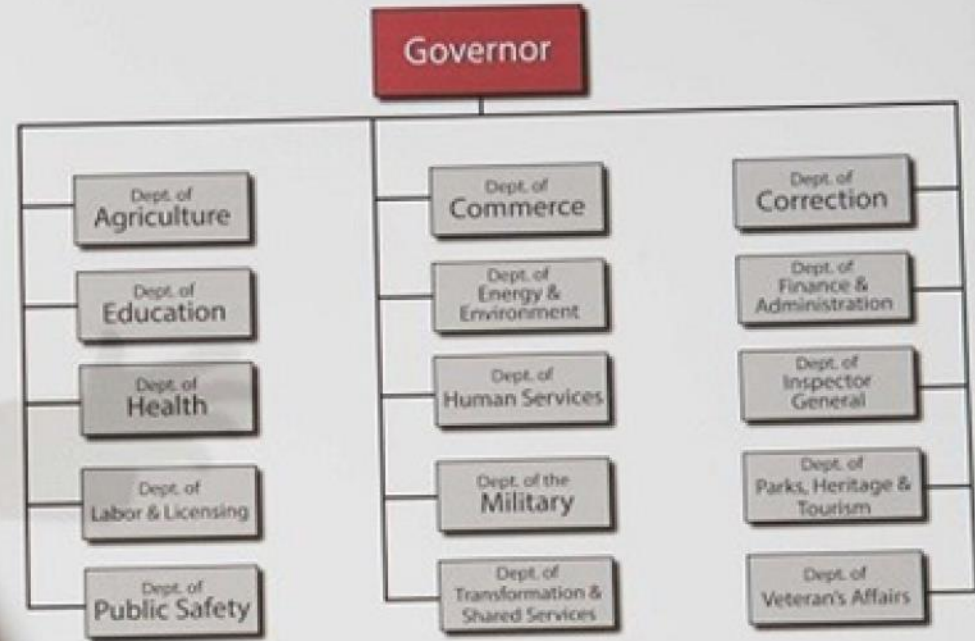 Governor
Dept. of
Agriculture
Dept. of
Commerce
Dept. of
Correction
Dept. of
Education
Dept. of
Energy &
Environment
Dept. of
Finance &
Administration
Dept. of
Health
Dept. of
Human Services
Dept. of
Inspector
General
Dept. of
Labor & Licensing
Dept. of the
Military
Dept. of
Parks, Heritage &
Tourism
Dept. of
Public Safety
Dept. of
Transformation &
Shared Services
Dept. of
Veteran's Affairs